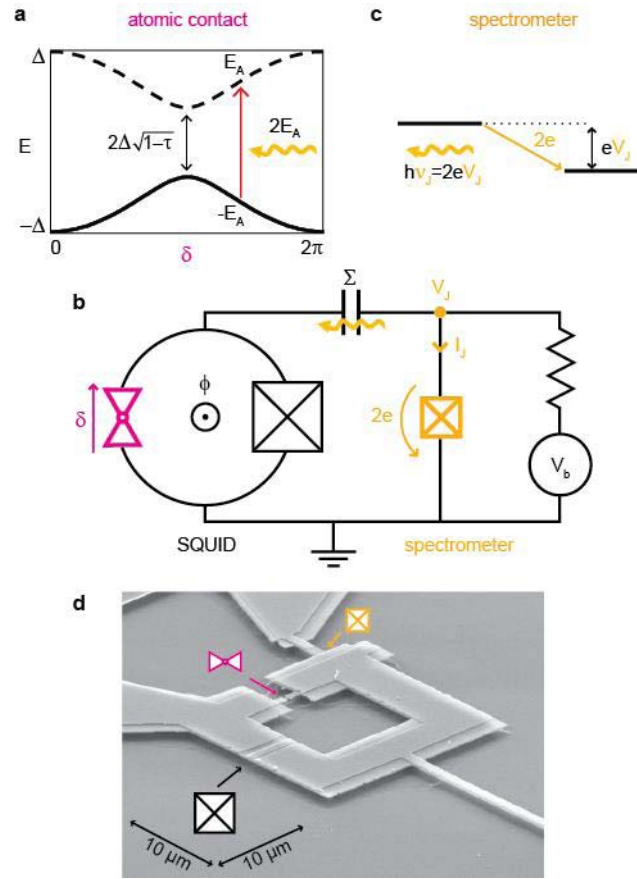 a
atomic contact
Δ
E_A
2Δ√1−τ
2E_A
E
-E_A
−Δ
0
δ
2π
c
spectrometer
2e
eV_J
hν_J=2eV_J
b
Σ
V_J
I_J
δ
ϕ
2e
V_b
SQUID
spectrometer
d
10 µm
10 µm